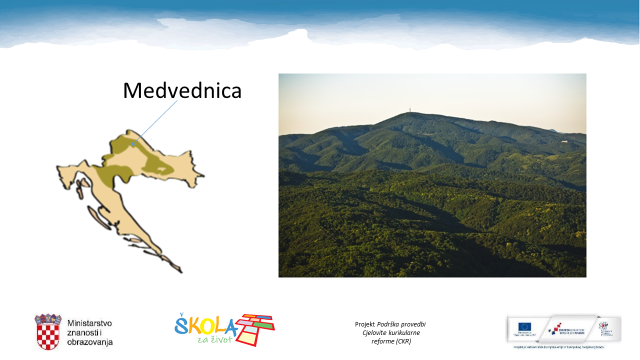 Medvednica
Ministarstvo
znanosti i
obrazovanja
ŠKOLA
za život
Projekt Podrška provedbi
Cjelovite kurikularne
reforme (CKR)